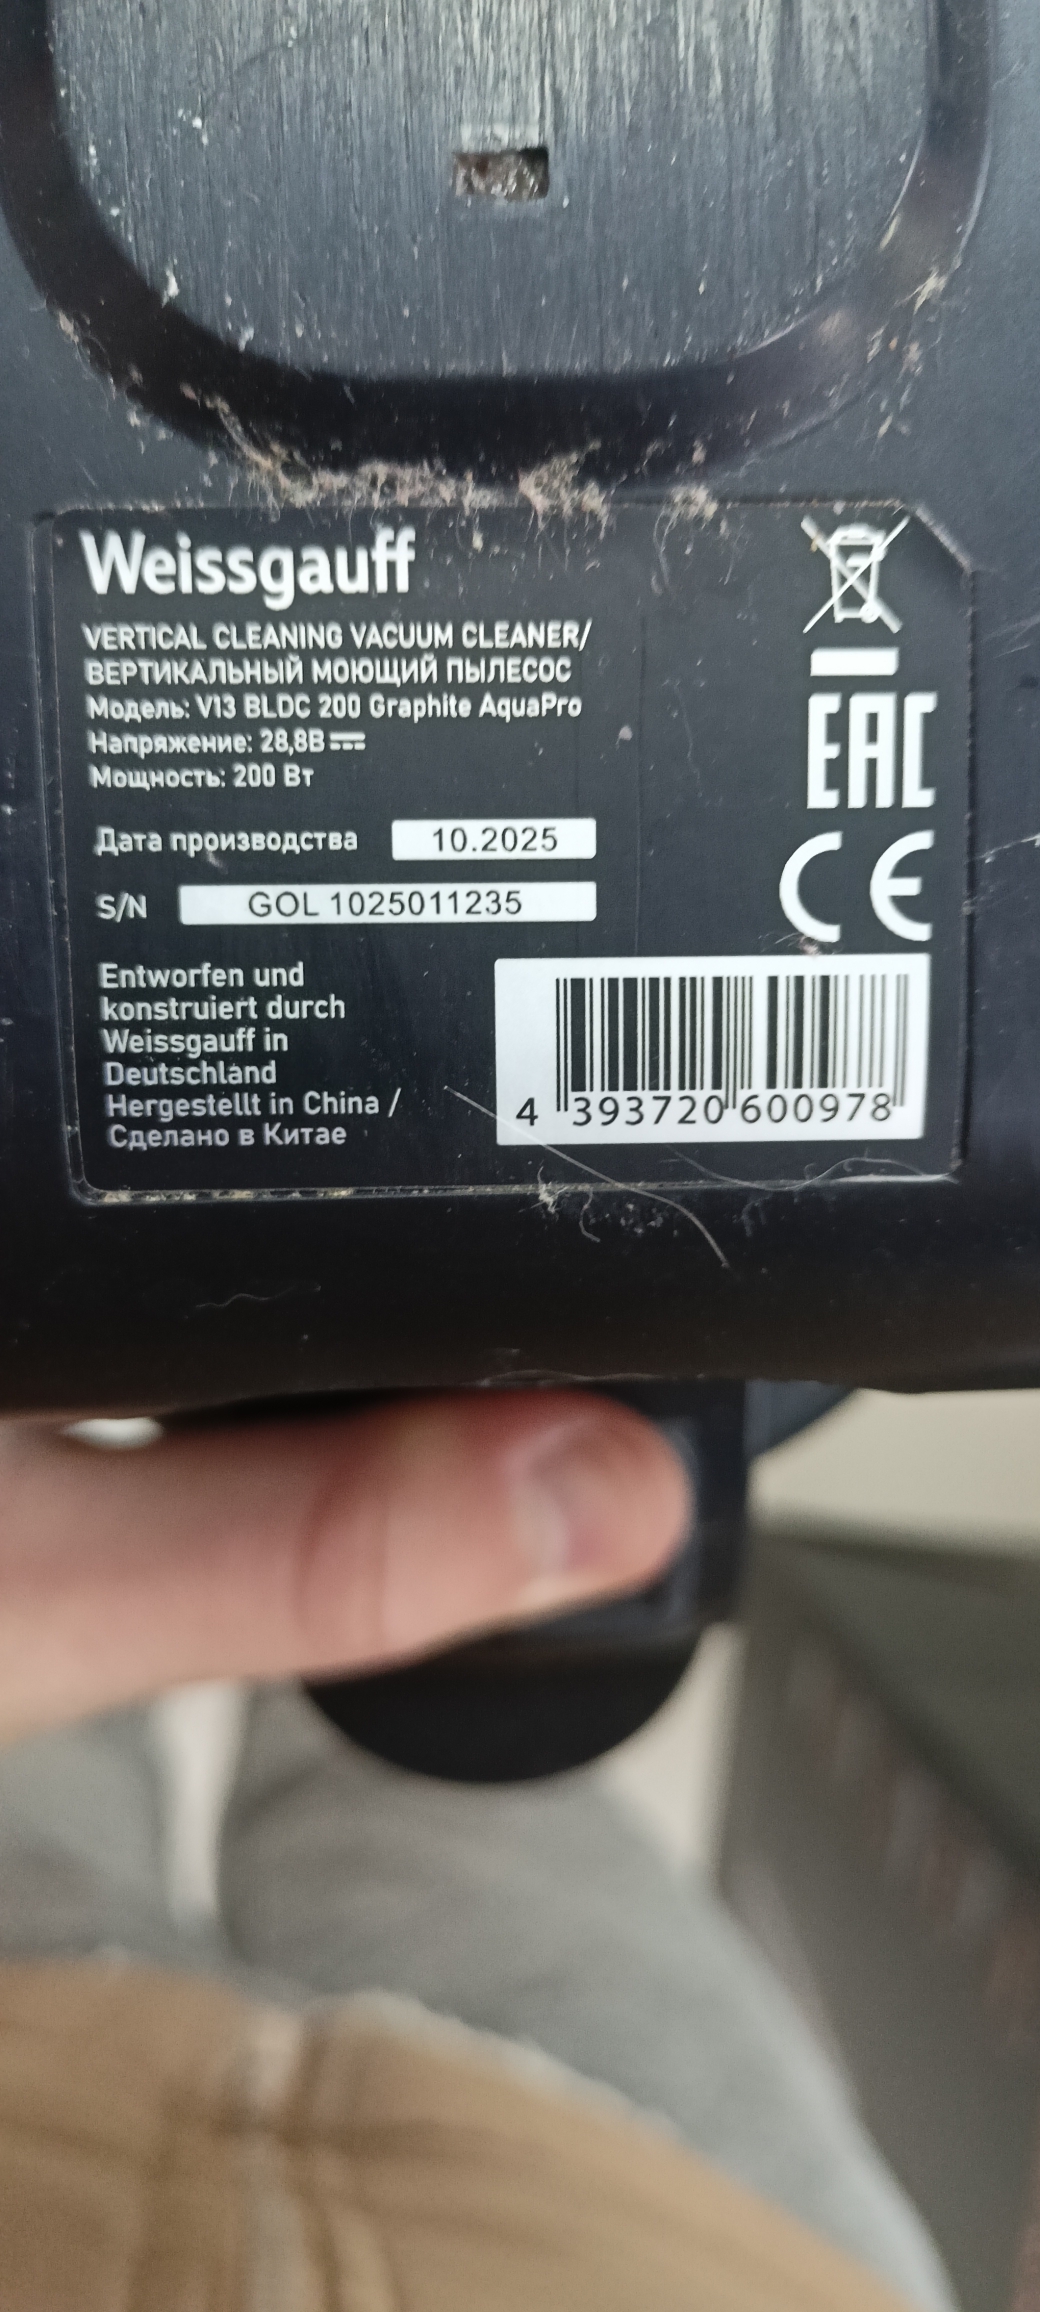 Weissgauff
VERTICAL CLEANING VACUUM CLEANER/
ВЕРТИКАЛЬНЫЙ МОЮЩИЙ ПЫЛЕСОС
Модель: V13 BLDC 200 Graphite AquaPro
Напряжение: 28,8В
Мощность: 200 Вт
Дата производства 10.2025
S/N GOL 1025011235
EAC
CE
Entworfen und
konstruiert durch
Weissgauff in
Deutschland
Hergestellt in China /
Сделано в Китае
4 393720 600978